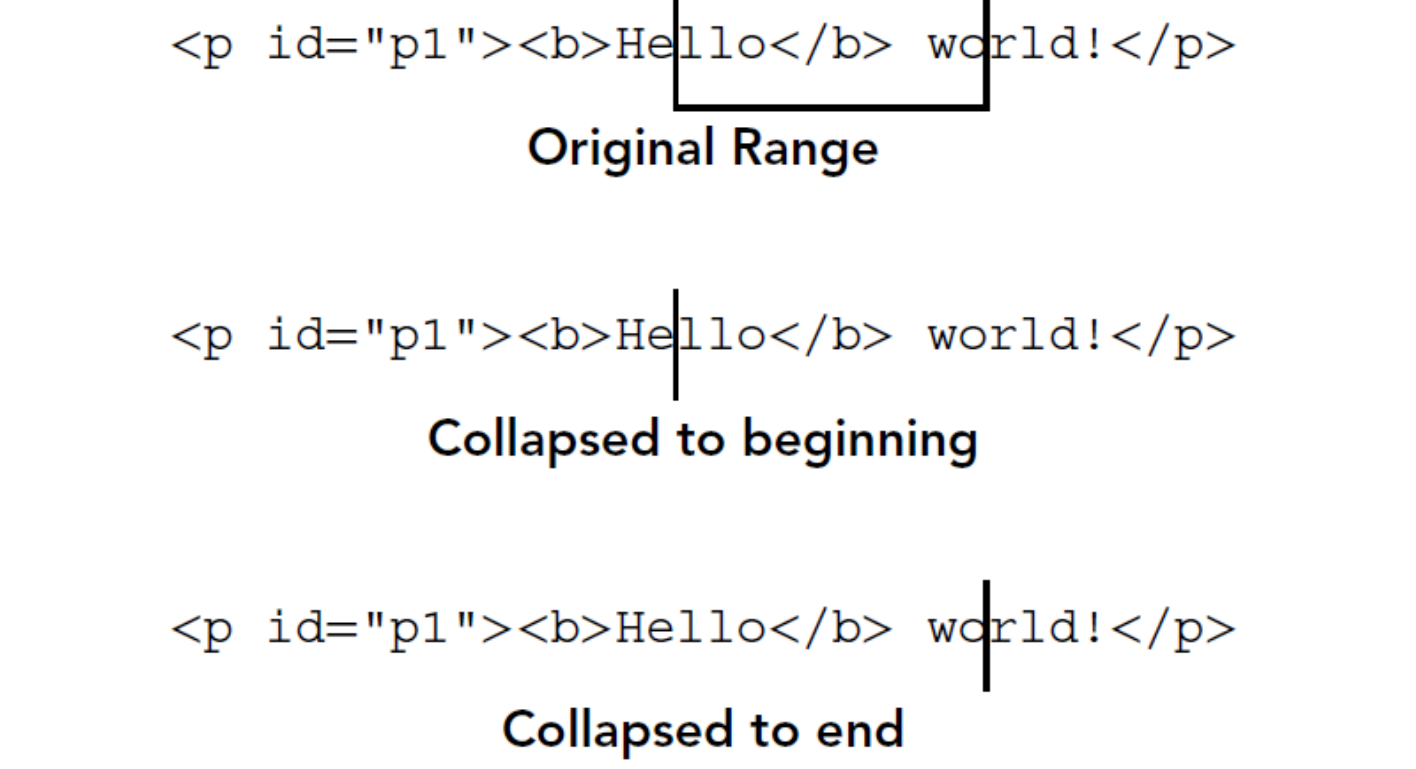 <p id="p1"><b>Hello</b> world!</p>
Original Range
<p id="p1"><b>Hello</b> world!</p>
Collapsed to beginning
<p id="p1"><b>Hello</b> world!</p>
Collapsed to end